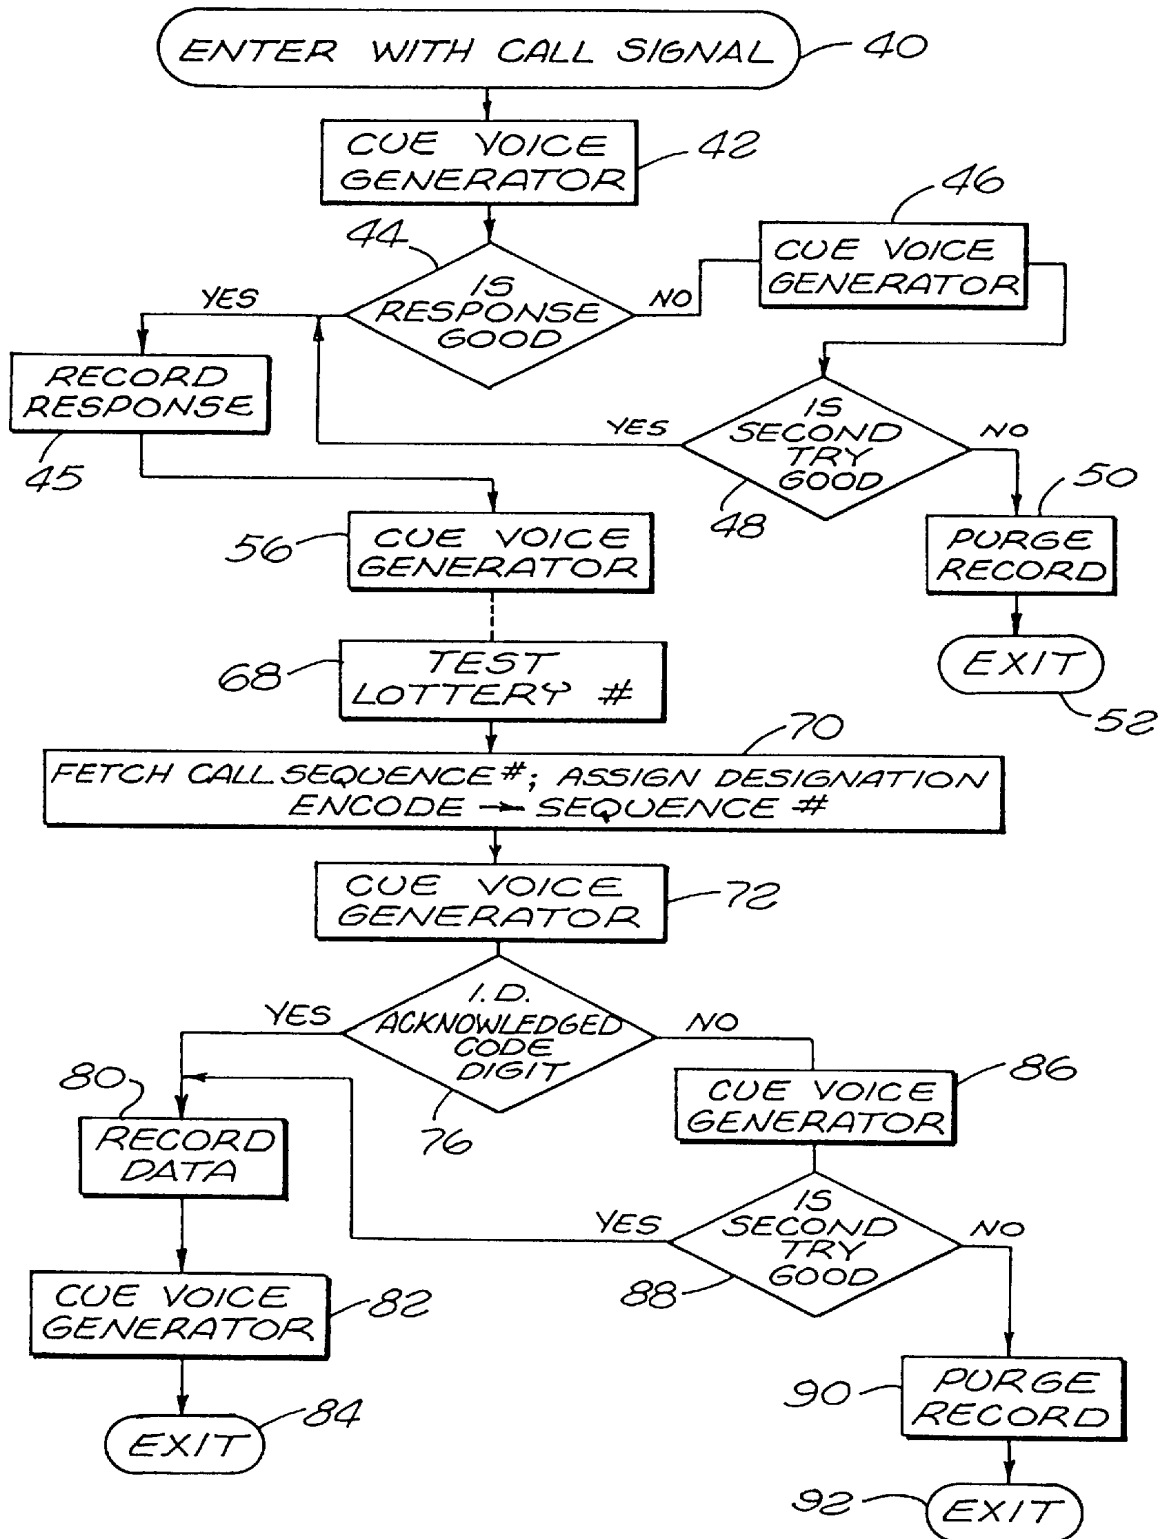 ENTER WITH CALL SIGNAL
40
CUE VOICE
GENERATOR
42
44
IS
RESPONSE
GOOD
YES
NO
46
CUE VOICE
GENERATOR
RECORD
RESPONSE
45
IS
SECOND
TRY
GOOD
YES
NO
48
50
PURGE
RECORD
EXIT
52
56
CUE VOICE
GENERATOR
68
TEST
LOTTERY #
70
FETCH CALL SEQUENCE #; ASSIGN DESIGNATION
ENCODE → SEQUENCE #
CUE VOICE
GENERATOR
72
I.D.
ACKNOWLEDGED
CODE
DIGIT
YES
NO
76
80
RECORD
DATA
86
CUE VOICE
GENERATOR
IS
SECOND
TRY
GOOD
YES
NO
88
CUE VOICE
GENERATOR
82
EXIT
84
90
PURGE
RECORD
92
EXIT